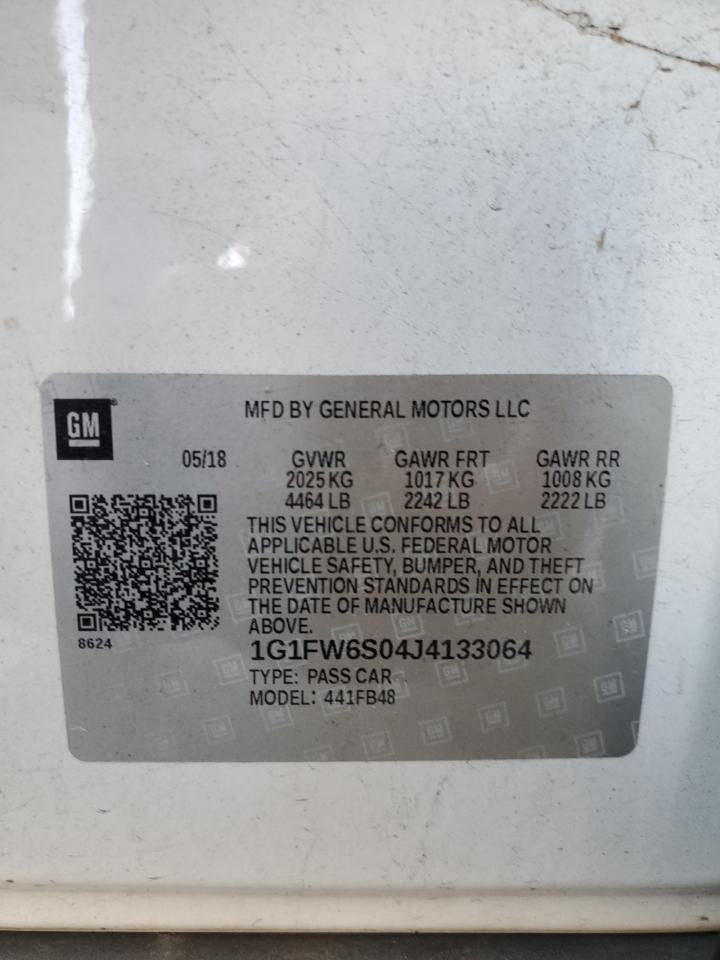 GM
MFD BY GENERAL MOTORS LLC
05/18 GVWR GAWR FRT GAWR RR
2025 KG 1017 KG 1008 KG
4464 LB 2242 LB 2222 LB
THIS VEHICLE CONFORMS TO ALL
APPLICABLE U.S. FEDERAL MOTOR
VEHICLE SAFETY, BUMPER, AND THEFT
PREVENTION STANDARDS IN EFFECT ON
THE DATE OF MANUFACTURE SHOWN
ABOVE.
8624
1G1FW6S04J4133064
TYPE: PASS CAR
MODEL: 441FB48